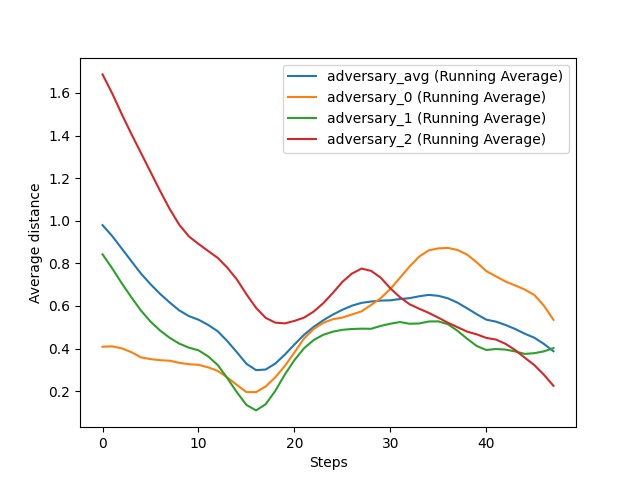 adversary_avg (Running Average)
adversary_0 (Running Average)
adversary_1 (Running Average)
adversary_2 (Running Average)
1.6
1.4
1.2
1.0
0.8
0.6
0.4
0.2
Average distance
0 10 20 30 40
Steps